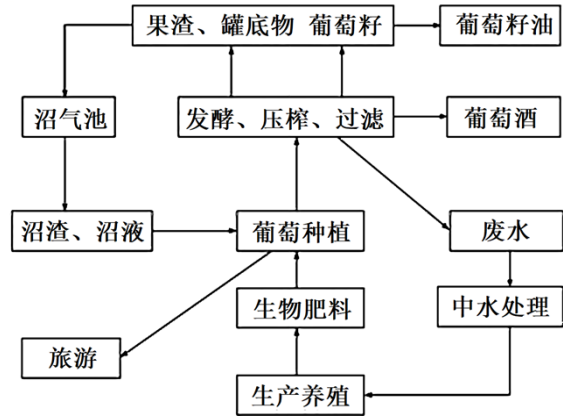 果渣、罐底物 葡萄籽
葡萄籽油
沼气池
发酵、压榨、过滤
葡萄酒
沼渣、沼液
葡萄种植
废水
生物肥料
中水处理
旅游
生产养殖